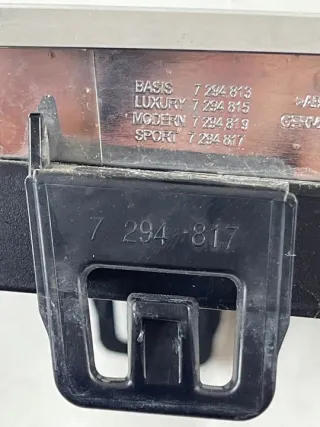 BASIS 7 294 813
LUXURY 7 294 815
MODERN 7 294 819
SPORT 7 294 817
7 294 817